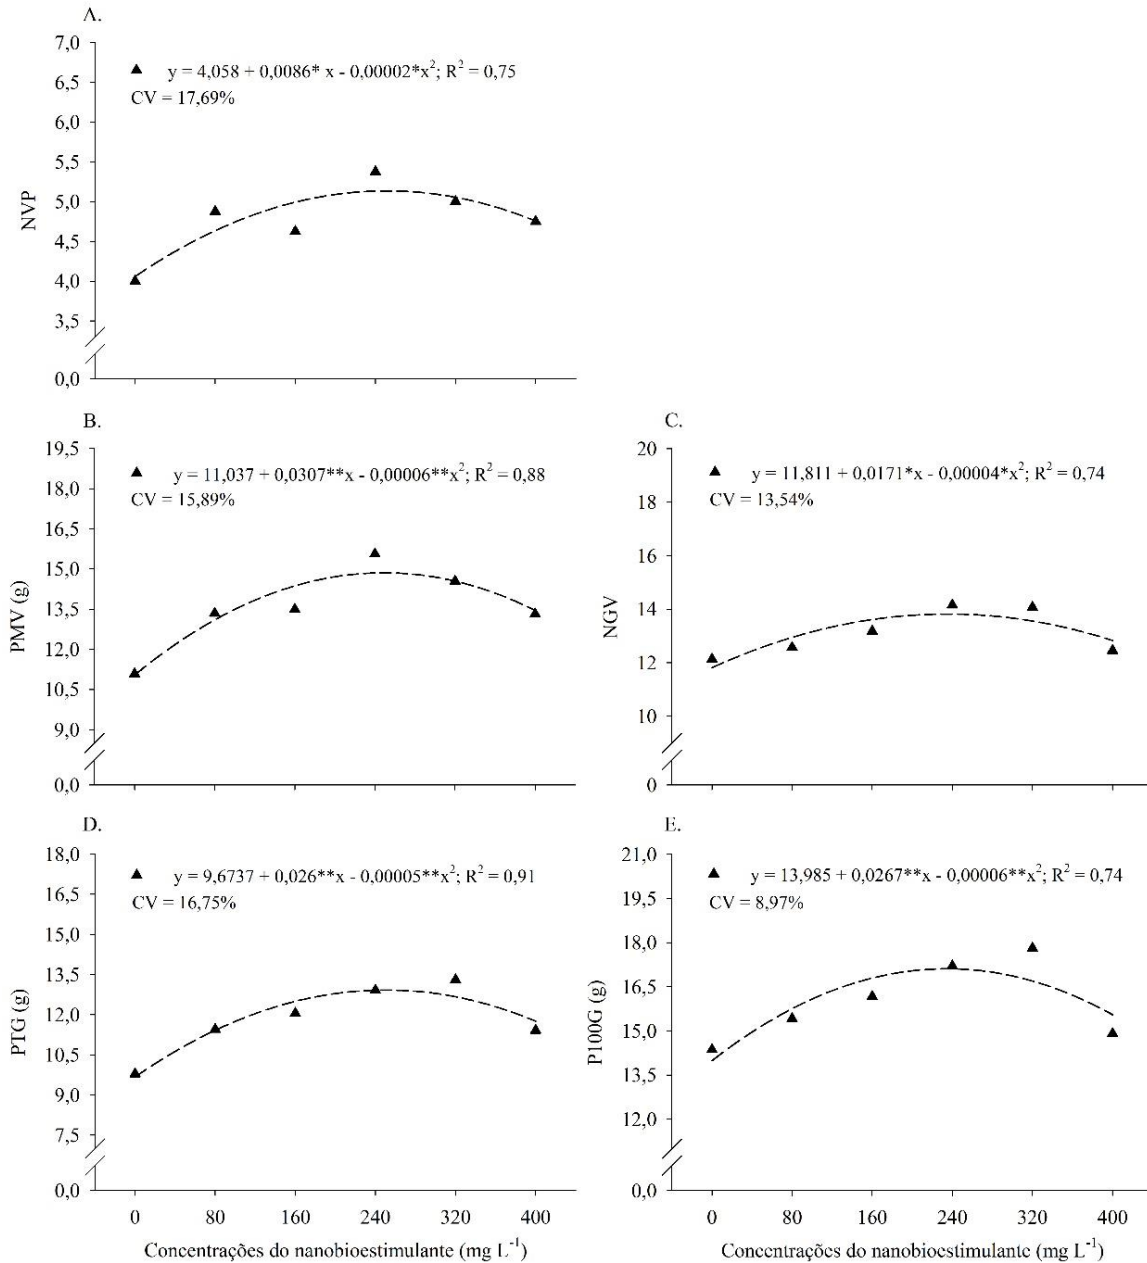 A.
7,0
6,5
6,0
5,5
5,0
4,5
4,0
3,5
0,0
NVP
y = 4,058 + 0,0086* x - 0,00002*x²; R² = 0,75
CV = 17,69%
B.
19,5
18,0
16,5
15,0
13,5
12,0
10,5
9,0
0,0
PMV (g)
y = 11,037 + 0,0307**x - 0,00006**x²; R² = 0,88
CV = 15,89%
C.
20
18
16
14
12
10
0
NGV
y = 11,811 + 0,0171*x - 0,00004*x²; R² = 0,74
CV = 13,54%
D.
18,0
16,5
15,0
13,5
12,0
10,5
9,0
7,5
0,0
PTG (g)
y = 9,6737 + 0,026**x - 0,00005**x²; R² = 0,91
CV = 16,75%
0 80 160 240 320 400
Concentrações do nanobioestimulante (mg L⁻¹)
E.
21,0
19,5
18,0
16,5
15,0
13,5
12,0
0,0
P100G (g)
y = 13,985 + 0,0267**x - 0,00006**x²; R² = 0,74
CV = 8,97%
0 80 160 240 320 400
Concentrações do nanobioestimulante (mg L⁻¹)